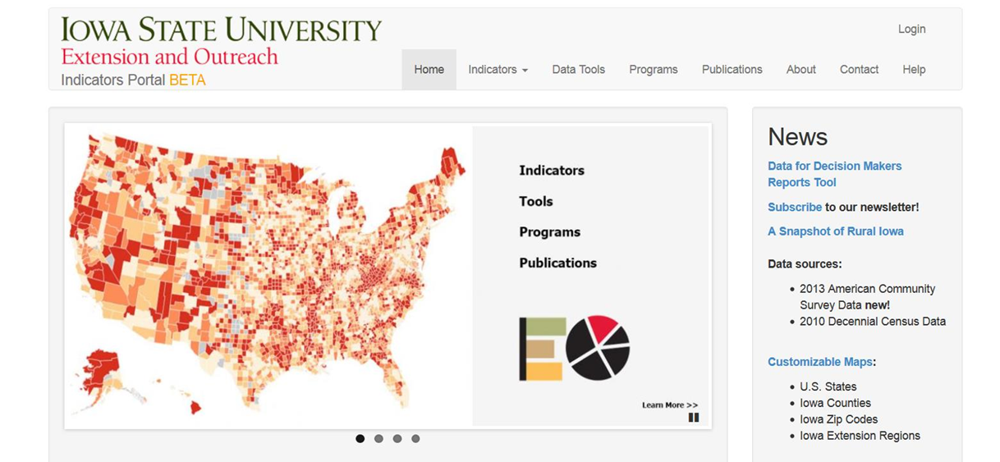 IOWA STATE UNIVERSITY
Extension and Outreach
Indicators Portal BETA
Login
Home Indicators Data Tools Programs Publications About Contact Help
Indicators
Tools
Programs
Publications
Learn More >>
News
Data for Decision Makers
Reports Tool
Subscribe to our newsletter!
A Snapshot of Rural Iowa
Data sources:
• 2013 American Community
Survey Data new!
• 2010 Decennial Census Data
Customizable Maps:
• U.S. States
• Iowa Counties
• Iowa Zip Codes
• Iowa Extension Regions